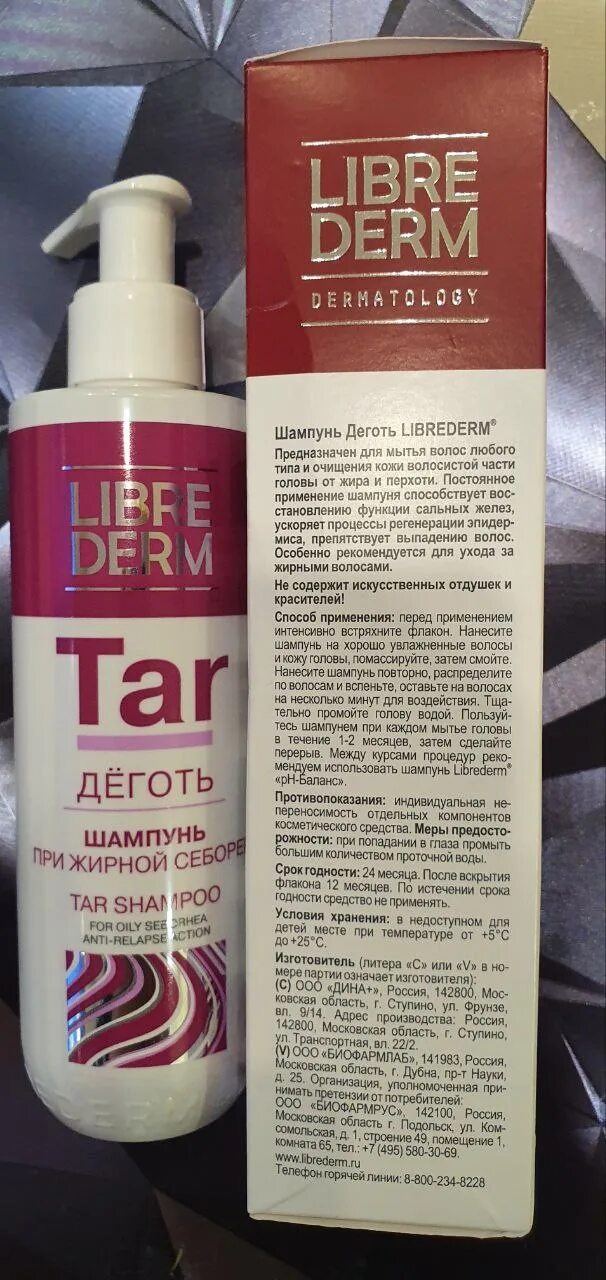 LIBRE
DERM
Tar
ДЁГОТЬ
ШАМПУНЬ
ПРИ ЖИРНОЙ СЕБОРЕЕ
TAR SHAMPOO
FOR OILY SEBORRHEA
ANTI-RELAPSE ACTION
LIBRE
DERM
DERMATOLOGY
Шампунь Деготь LIBREDERM®
Предназначен для мытья волос любого
типа и очищения кожи волосистой части
головы от жира и перхоти. Постоянное
применение шампуня способствует вос-
становлению функции сальных желез,
ускоряет процессы регенерации эпидер-
миса, препятствует выпадению волос.
Особенно рекомендуется для ухода за
жирными волосами.
Не содержит искусственных отдушек и
красителей!
Способ применения: перед применением
интенсивно встряхните флакон. Нанесите
шампунь на хорошо увлажненные волосы
и кожу головы, помассируйте, затем смойте.
Нанесите шампунь повторно, распределите
по волосам и вспеньте, оставьте на волосах
на несколько минут для воздействия. Тща-
тельно промойте голову водой. Пользуй-
тесь шампунем при каждом мытье головы
в течение 1-2 месяцев, затем сделайте
перерыв. Между курсами процедур реко-
мендуем использовать шампунь Librederm®
«pH-Баланс».
Противопоказания: индивидуальная не-
переносимость отдельных компонентов
косметического средства. Меры предосто-
рожности: при попадании в глаза промыть
большим количеством проточной воды.
Срок годности: 24 месяца. После вскрытия
флакона 12 месяцев. По истечении срока
годности средство не применять.
Условия хранения: в недоступном для
детей месте при температуре от +5°C
до +25°C.
Изготовитель (литера «С» или «V» в но-
мере партии означает изготовителя):
(С) ООО «ДИНА+», Россия, 142800, Мос-
ковская область, г. Ступино, ул. Фрунзе,
вл. 9/14. Адрес производства: Россия,
142800, Московская область, г. Ступино,
ул. Транспортная, вл. 22/2.
(V) ООО «БИОФАРМЛАБ», 141983, Россия,
Московская область, г. Дубна, пр-т Науки,
д. 25. Организация, уполномоченная при-
нимать претензии от потребителей:
ООО «БИОФАРМРУС», 142100, Россия,
Московская область г. Подольск, ул. Ком-
сомольская, д. 1, строение 49, помещение 1,
комната 65, тел.: +7 (495) 580-30-69.
www.librederm.ru
Телефон горячей линии: 8-800-234-8228